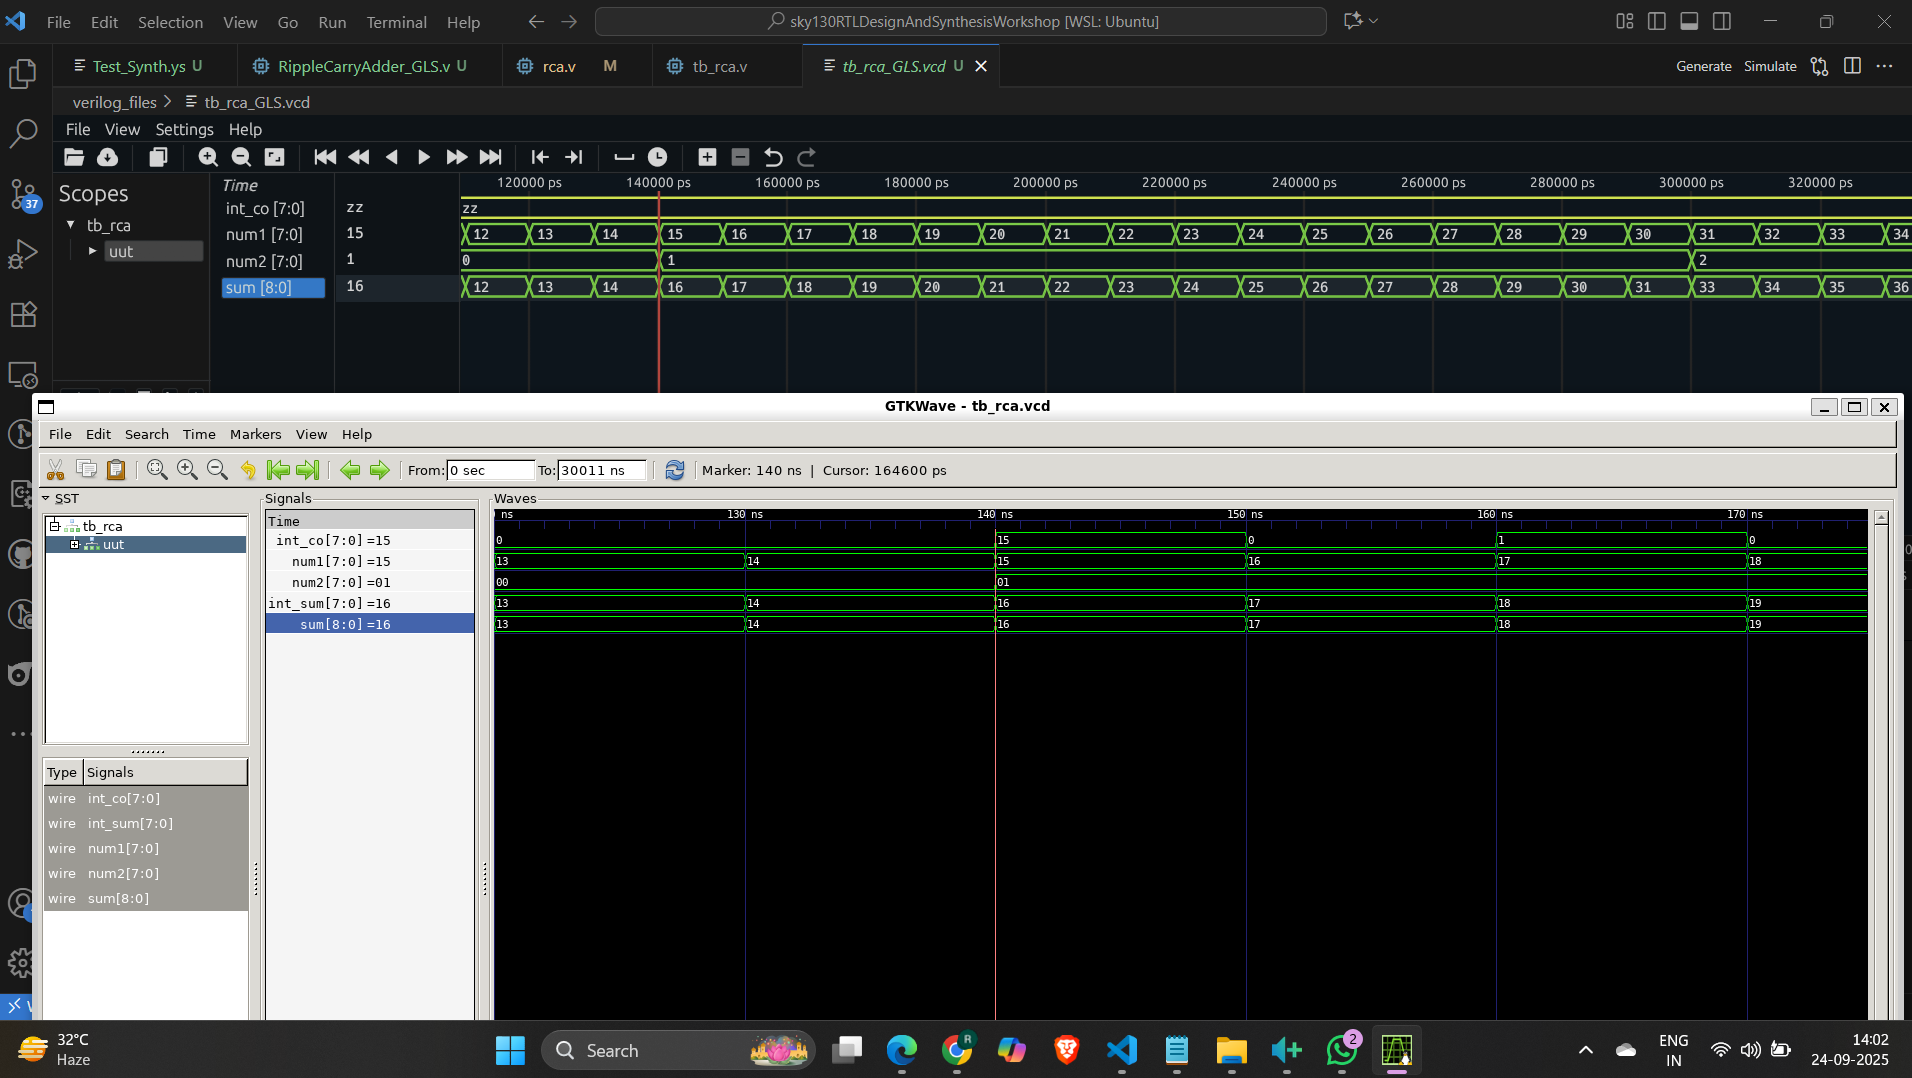 File Edit Selection View Go Run Terminal Help
sky130RTLDesignAndSynthesisWorkshop [WSL: Ubuntu]
Test_Synth.ys U
RippleCarryAdder_GLS.v U
rca.v M
tb_rca.v
tb_rca_GLS.vcd U
Generate Simulate
verilog_files > tb_rca_GLS.vcd
File View Settings Help
Scopes
tb_rca
uut
37
Time 120000 ps 140000 ps 160000 ps 180000 ps 200000 ps 220000 ps 240000 ps 260000 ps 280000 ps 300000 ps 320000 ps
int_co [7:0] zz zz
num1 [7:0] 15 12 13 14 15 16 17 18 19 20 21 22 23 24 25 26 27 28 29 30 31 32 33 34
num2 [7:0] 1 0 1 2
sum [8:0] 16 12 13 14 16 17 18 19 20 21 22 23 24 25 26 27 28 29 30 31 33 34 35 36
GTKWave - tb_rca.vcd
File Edit Search Time Markers View Help
From: 0 sec To: 30011 ns Marker: 140 ns | Cursor: 164600 ps
SST
tb_rca
uut
Type Signals
wire int_co[7:0]
wire int_sum[7:0]
wire num1[7:0]
wire num2[7:0]
wire sum[8:0]
Signals
Time
int_co[7:0] =15
num1[7:0] =15
num2[7:0] =01
int_sum[7:0] =16
sum[8:0] =16
Waves
ns 130 ns 140 ns 150 ns 160 ns 170 ns
0 15 0 1 0
13 14 15 16 17 18
00 01
13 14 16 17 18 19
13 14 16 17 18 19
32°C
Haze
Search
R
2
ENG
IN
14:02
24-09-2025